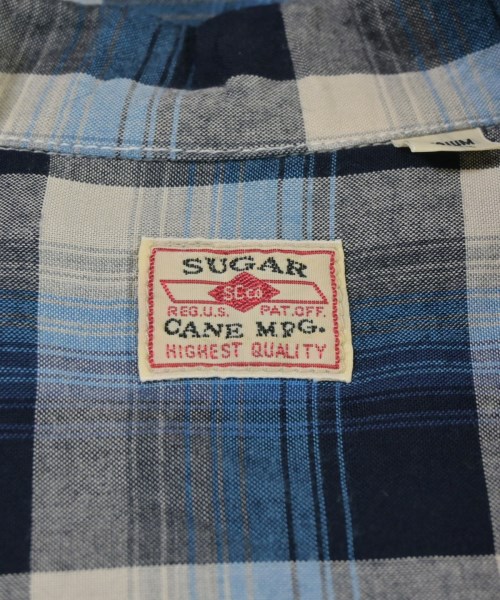 SUGAR
SC.CO
REG.U.S. PAT.OFF.
CANE MFG.
HIGHEST QUALITY